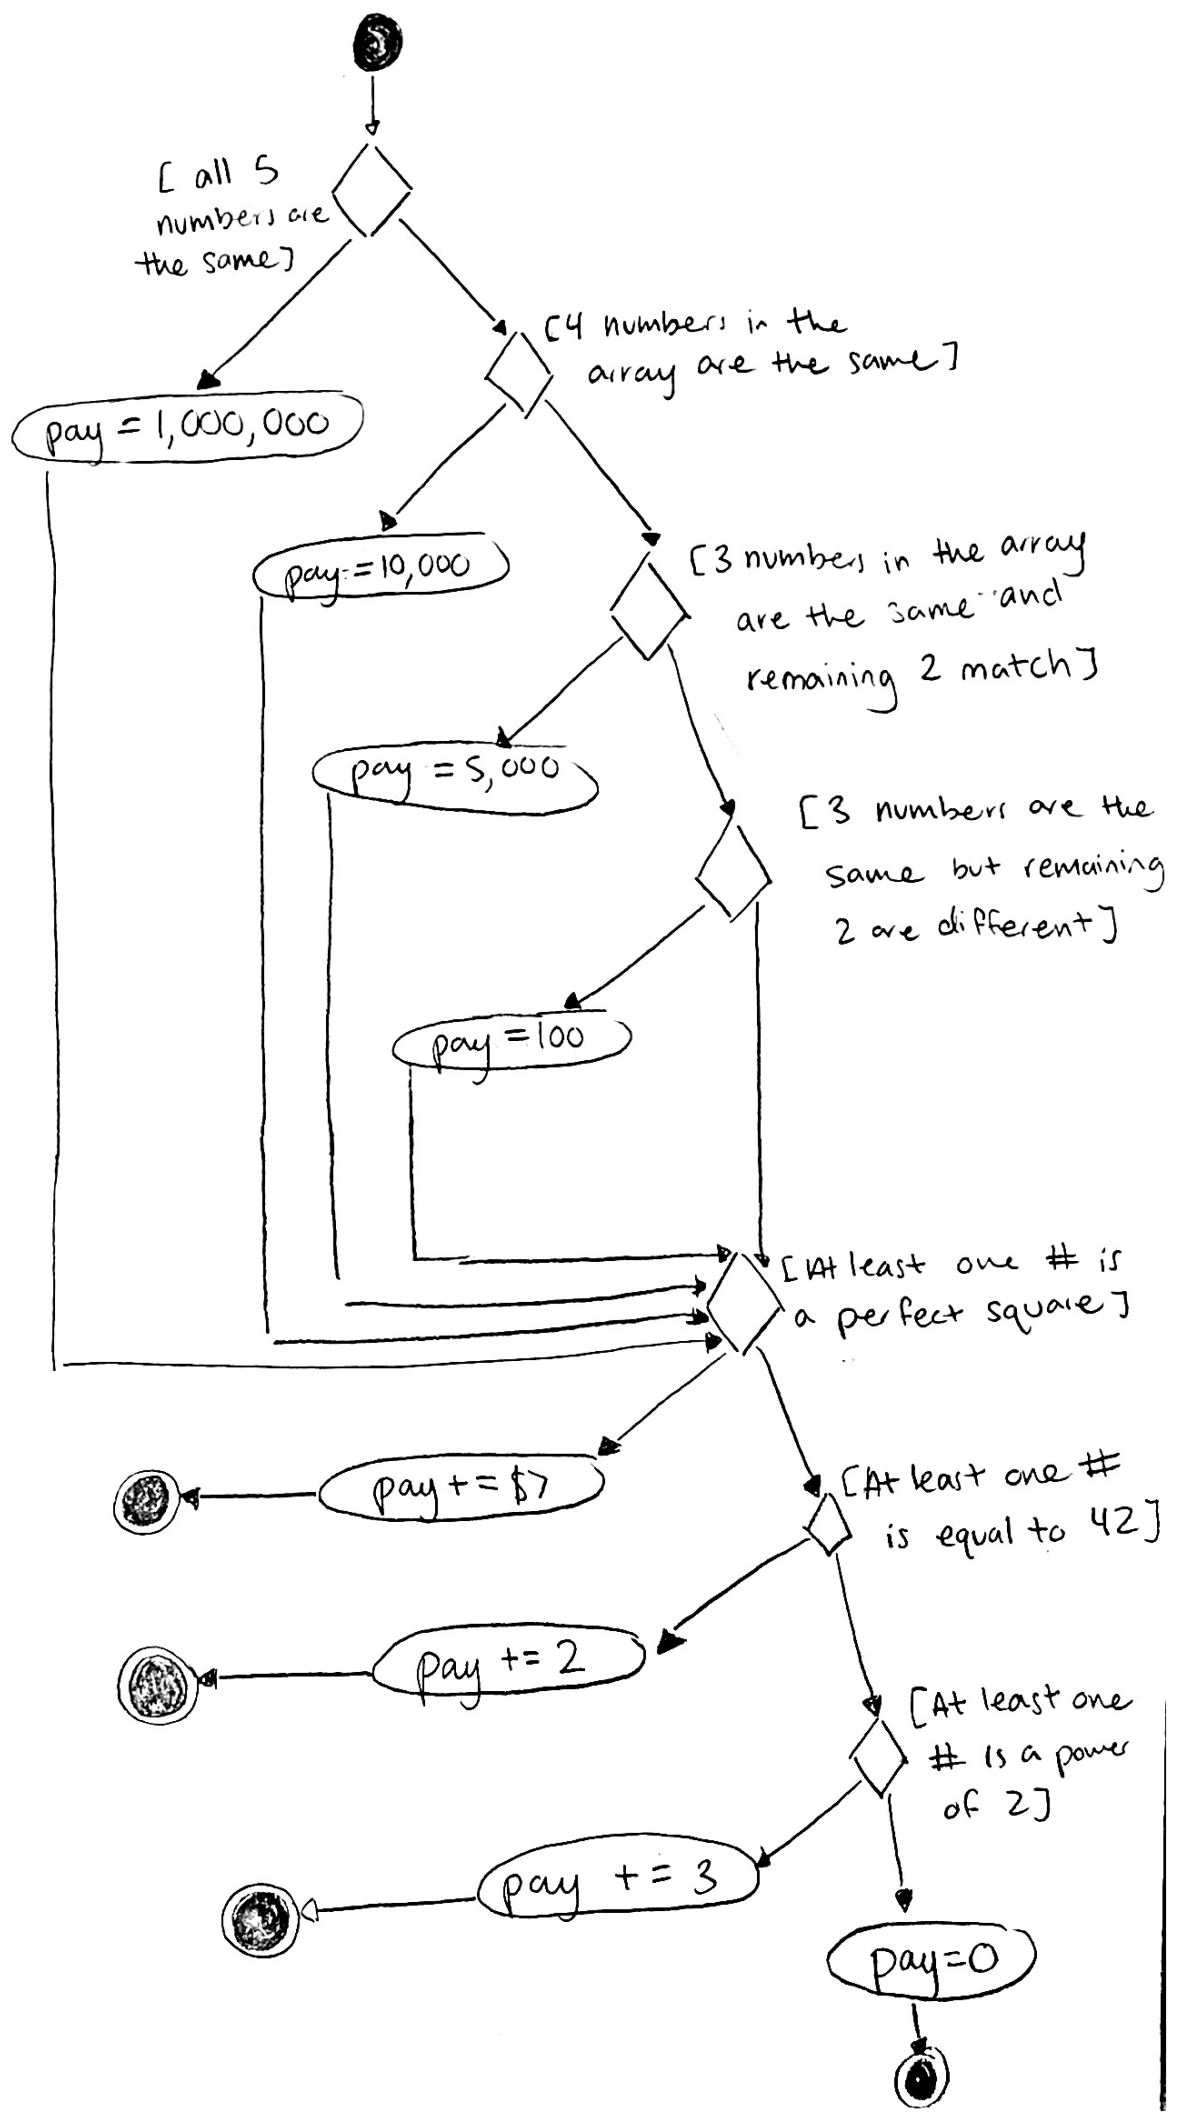 [ all 5
numbers are
the same]
[4 numbers in the
array are the same]
pay = 1,000,000
[3 numbers in the array
are the same and
remaining 2 match]
pay = 10,000
pay = 5,000
[3 numbers are the
same but remaining
2 are different]
pay = 100
[At least one # is
a perfect square]
pay += $7
[At least one #
is equal to 42]
pay += 2
[At least one
# is a power
of 2]
pay += 3
pay=0